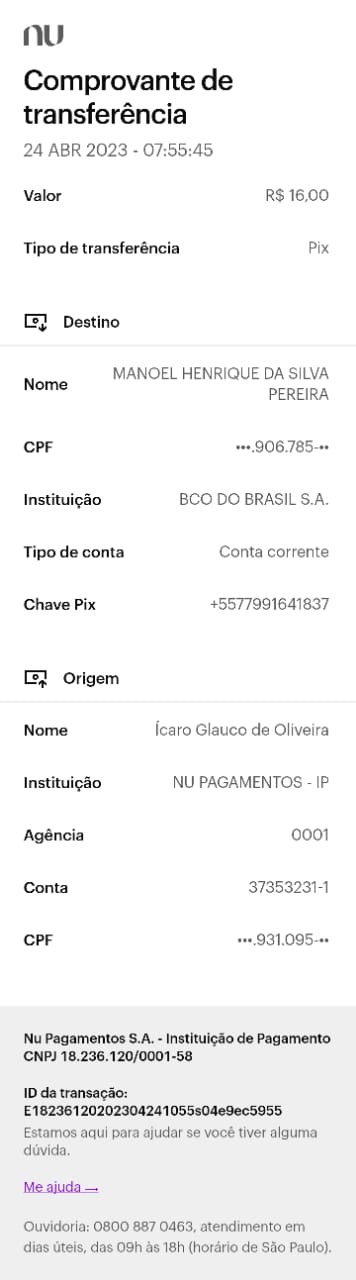 nu
Comprovante de
transferência
24 ABR 2023 - 07:55:45
Valor R$ 16,00
Tipo de transferência Pix
Destino
Nome MANOEL HENRIQUE DA SILVA
PEREIRA
CPF •••.906.785-••
Instituição BCO DO BRASIL S.A.
Tipo de conta Conta corrente
Chave Pix +5577991641837
Origem
Nome Ícaro Glauco de Oliveira
Instituição NU PAGAMENTOS - IP
Agência 0001
Conta 37353231-1
CPF •••.931.095-••
Nu Pagamentos S.A. - Instituição de Pagamento
CNPJ 18.236.120/0001-58
ID da transação:
E18236120202304241055s04e9ec5955
Estamos aqui para ajudar se você tiver alguma
dúvida.
Me ajuda →
Ouvidoria: 0800 887 0463, atendimento em
dias úteis, das 09h às 18h (horário de São Paulo).